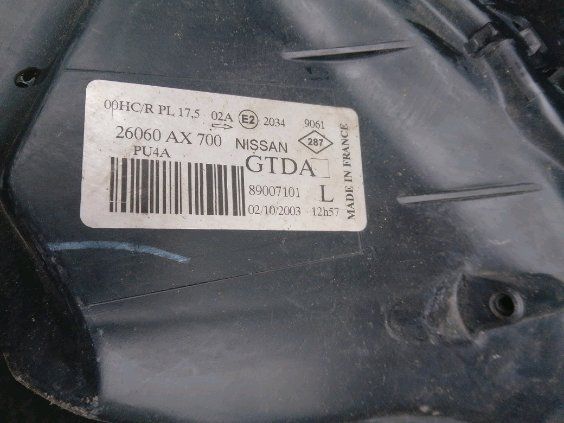 00HC/R PL 17,5 02A E2 2034 9061
26060 AX 700 NISSAN 287
PU4A GTDA
89007101 L
02/10/2003 12h57
MADE IN FRANCE